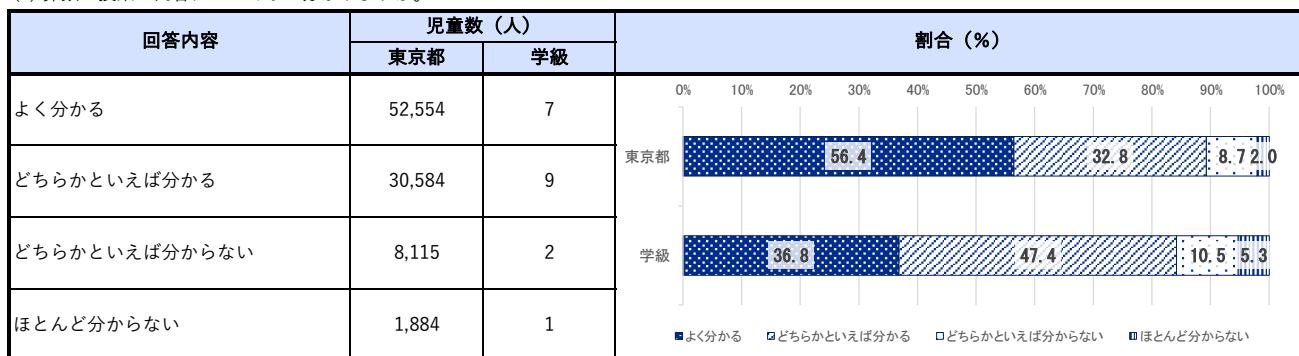 回答内容
児童数（人）
割合（%）
東京都
学級
よく分かる
52,554
7
どちらかといえば分かる
30,584
9
どちらかといえば分からない
8,115
2
ほとんど分からない
1,884
1
0% 10% 20% 30% 40% 50% 60% 70% 80% 90% 100%
東京都 56.4 32.8 8.7 2.0
学級 36.8 47.4 10.5 5.3
よく分かる どちらかといえば分かる どちらかといえば分からない ほとんど分からない